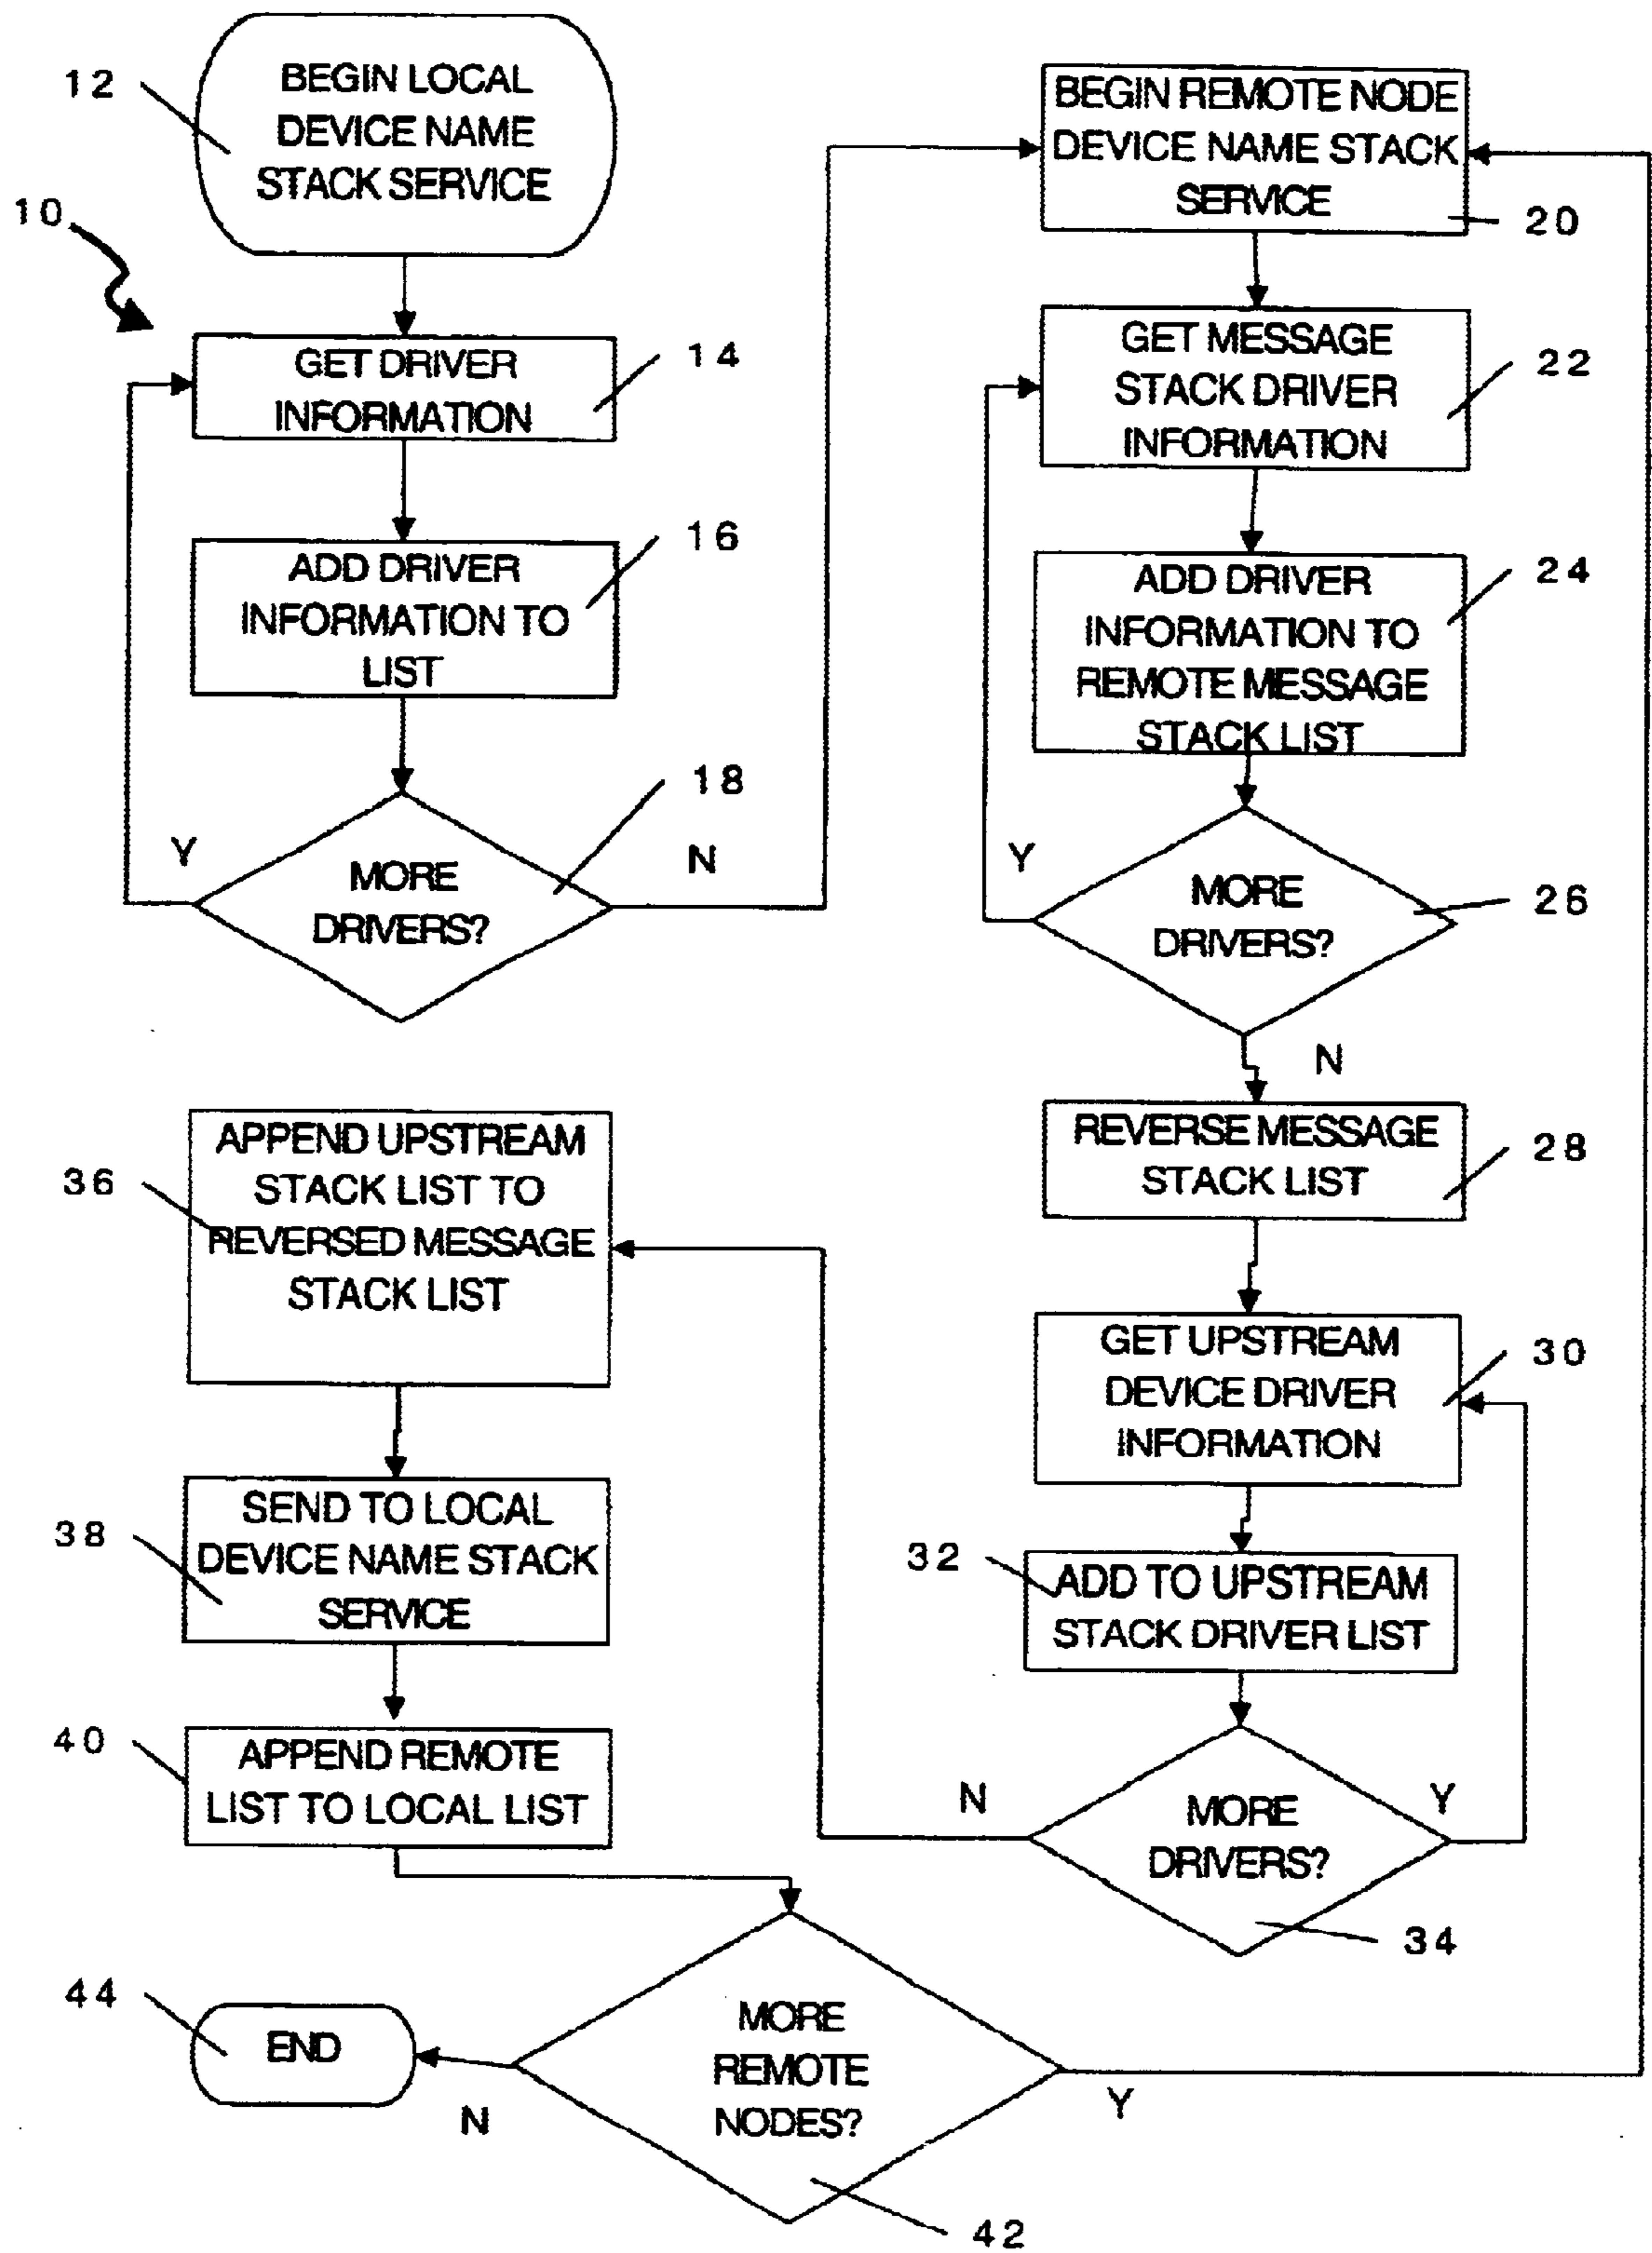 12
BEGIN LOCAL
DEVICE NAME
STACK SERVICE
10
GET DRIVER
INFORMATION
14
ADD DRIVER
INFORMATION TO
LIST
16
MORE
DRIVERS?
18
Y
N
BEGIN REMOTE NODE
DEVICE NAME STACK
SERVICE
20
GET MESSAGE
STACK DRIVER
INFORMATION
22
ADD DRIVER
INFORMATION TO
REMOTE MESSAGE
STACK LIST
24
MORE
DRIVERS?
26
Y
N
REVERSE MESSAGE
STACK LIST
28
GET UPSTREAM
DEVICE DRIVER
INFORMATION
30
32
ADD TO UPSTREAM
STACK DRIVER LIST
MORE
DRIVERS?
34
N
Y
36
APPEND UPSTREAM
STACK LIST TO
REVERSED MESSAGE
STACK LIST
38
SEND TO LOCAL
DEVICE NAME STACK
SERVICE
40
APPEND REMOTE
LIST TO LOCAL LIST
MORE
REMOTE
NODES?
42
N
Y
44
END